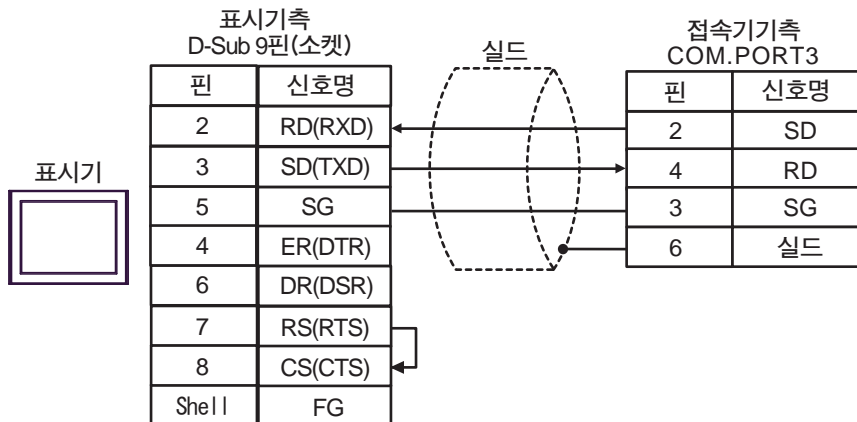 표시기측
D-Sub 9핀(소켓)
핀 신호명
2 RD(RXD)
3 SD(TXD)
5 SG
4 ER(DTR)
6 DR(DSR)
7 RS(RTS)
8 CS(CTS)
Shell FG
표시기
실드
접속기기측
COM.PORT3
핀 신호명
2 SD
4 RD
3 SG
6 실드